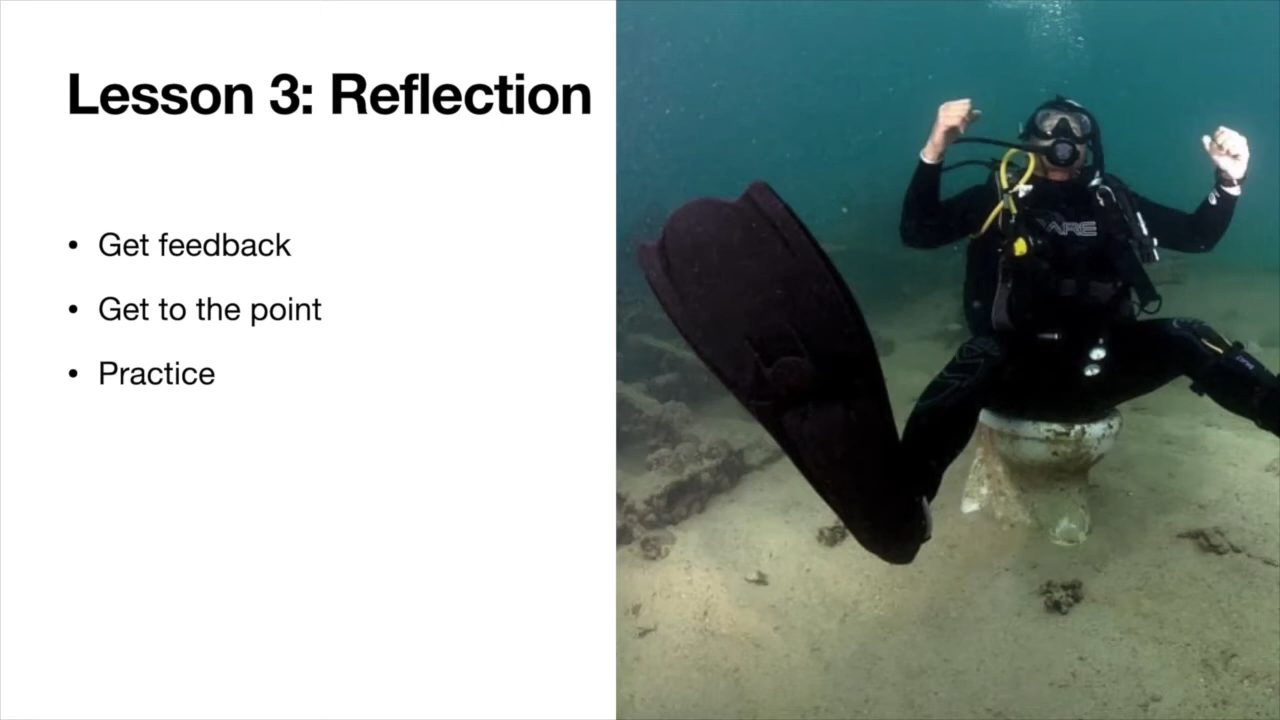 Lesson 3: Reflection
• Get feedback
• Get to the point
• Practice